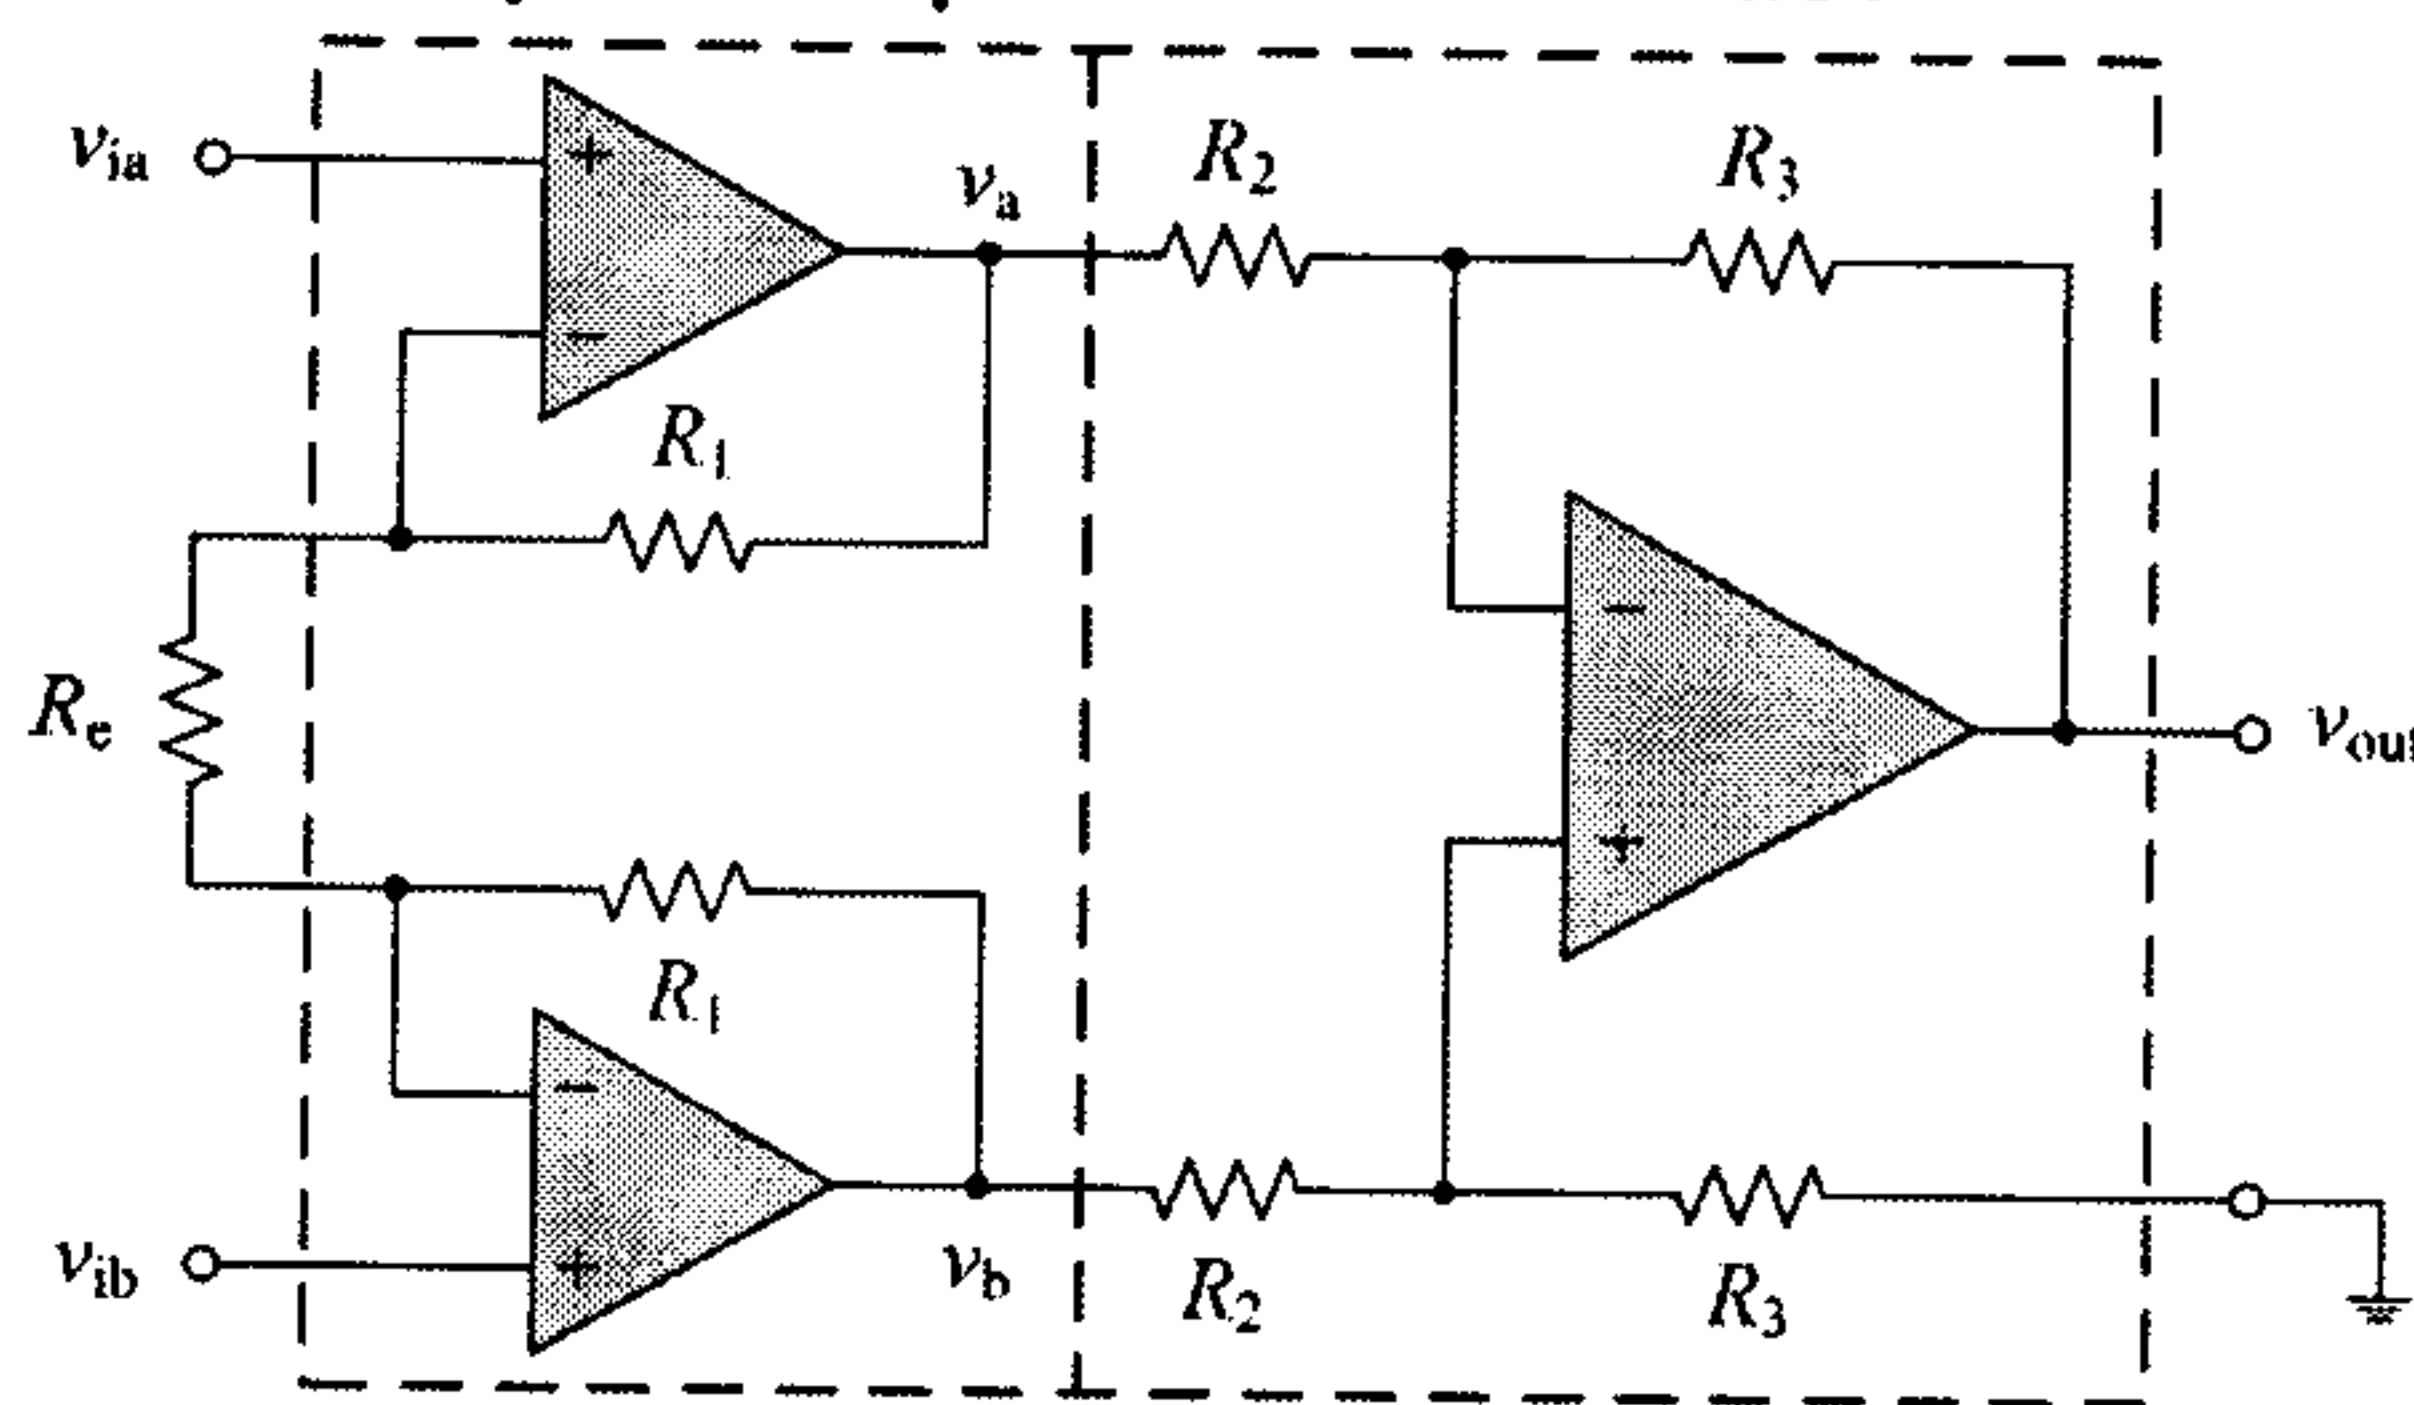 v_ia
+
v_a
R_2
R_3
−
R_1
−
R_e
v_out
+
R_1
−
v_ib
+
v_b
R_2
R_3